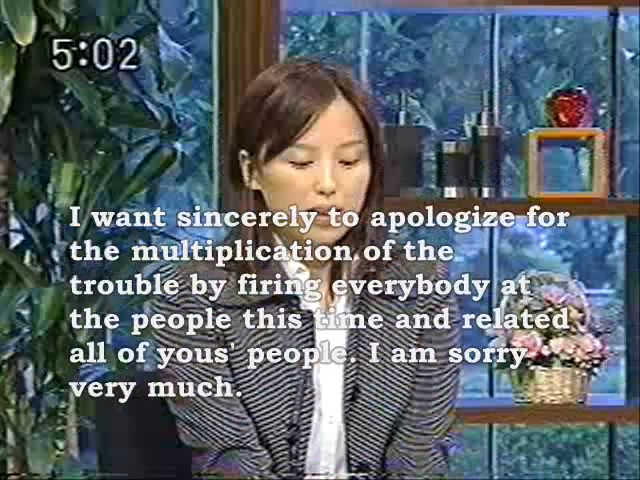 5:02
I want sincerely to apologize for
the multiplication of the
trouble by firing everybody at
the people this time and related
all of yous' people. I am sorry
very much.